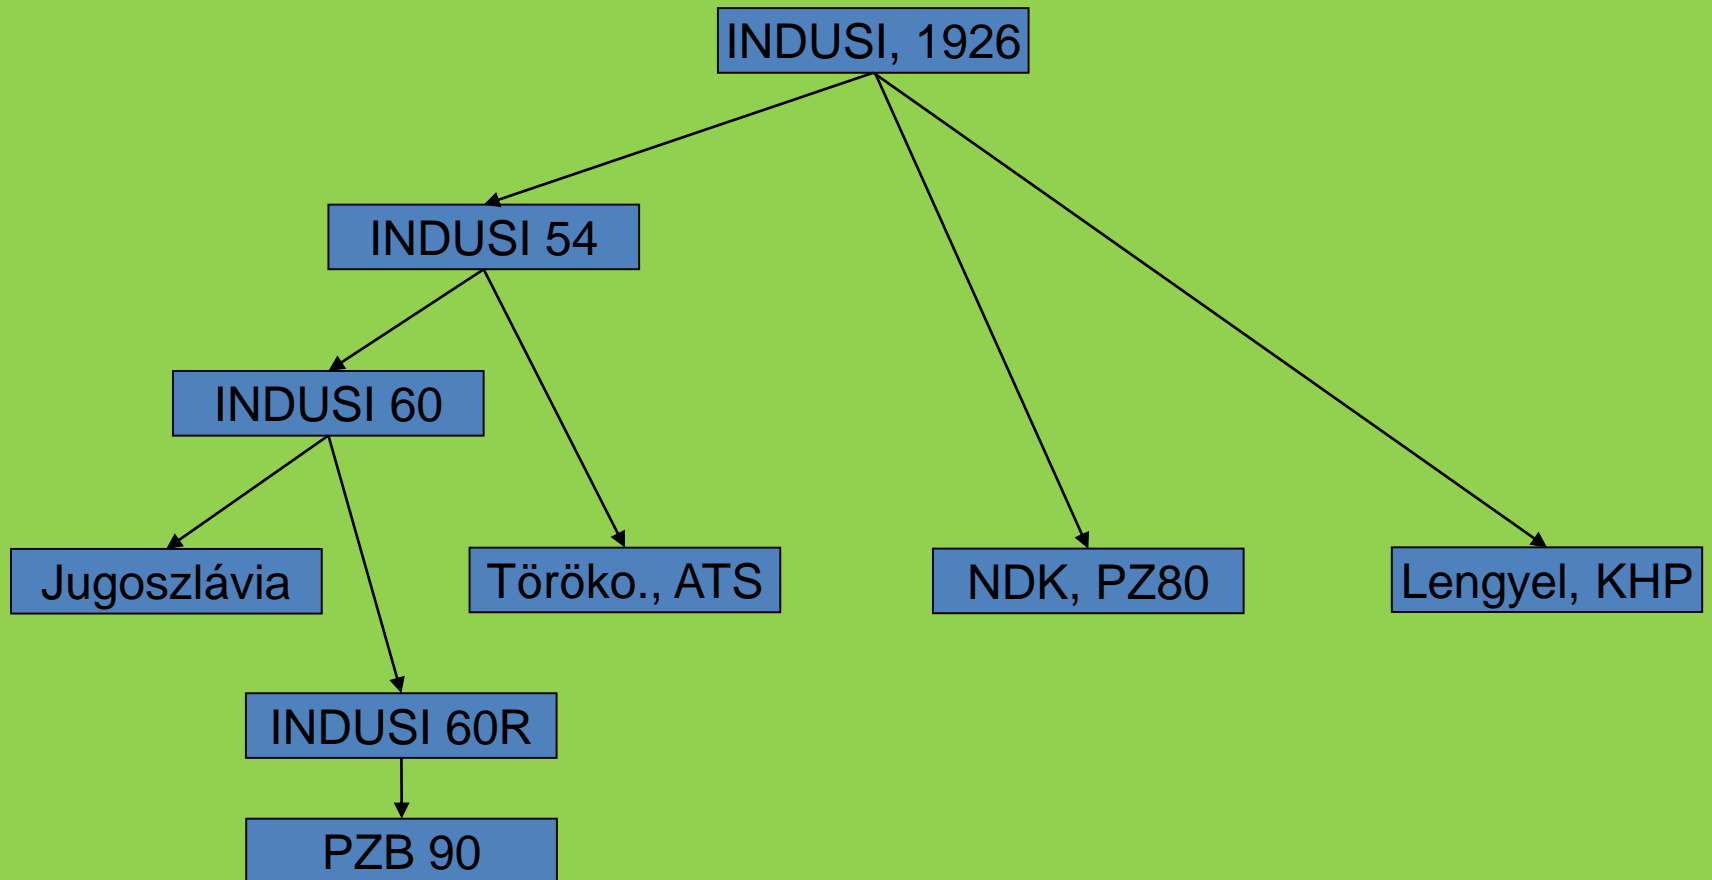 INDUSI, 1926
INDUSI 54
INDUSI 60
Jugoszlávia
Töröko., ATS
NDK, PZ80
Lengyel, KHP
INDUSI 60R
PZB 90